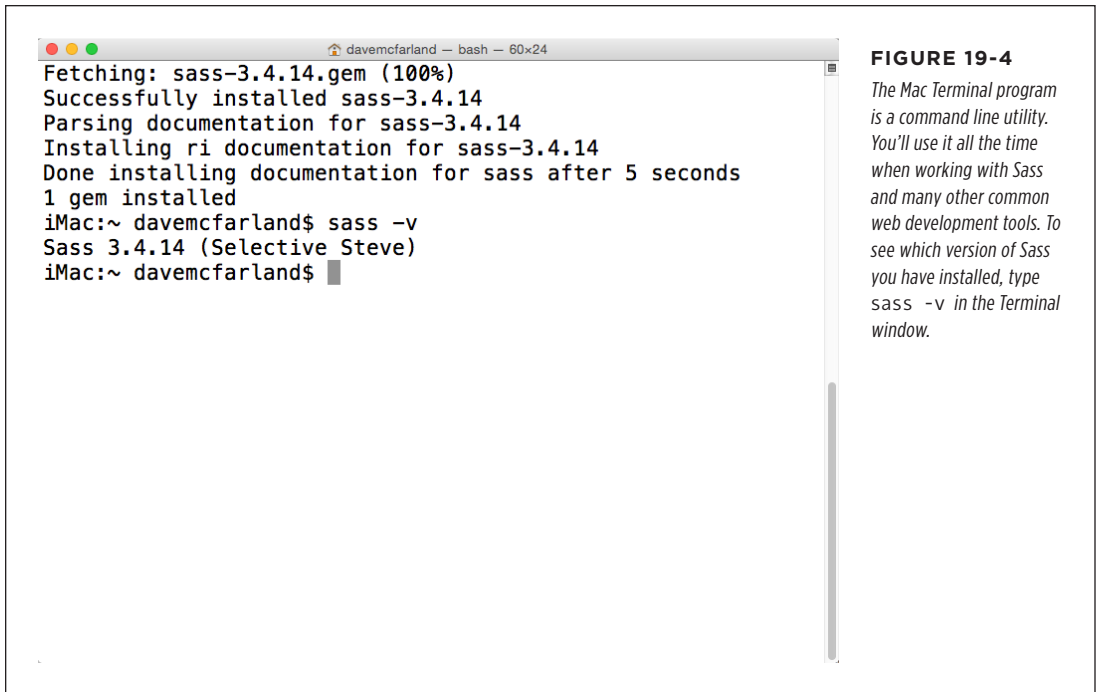 davemcfarland — bash — 60×24
Fetching: sass-3.4.14.gem (100%)
Successfully installed sass-3.4.14
Parsing documentation for sass-3.4.14
Installing ri documentation for sass-3.4.14
Done installing documentation for sass after 5 seconds
1 gem installed
iMac:~ davemcfarland$ sass -v
Sass 3.4.14 (Selective Steve)
iMac:~ davemcfarland$
FIGURE 19-4
The Mac Terminal program
is a command line utility.
You’ll use it all the time
when working with Sass
and many other common
web development tools. To
see which version of Sass
you have installed, type
sass -v in the Terminal
window.